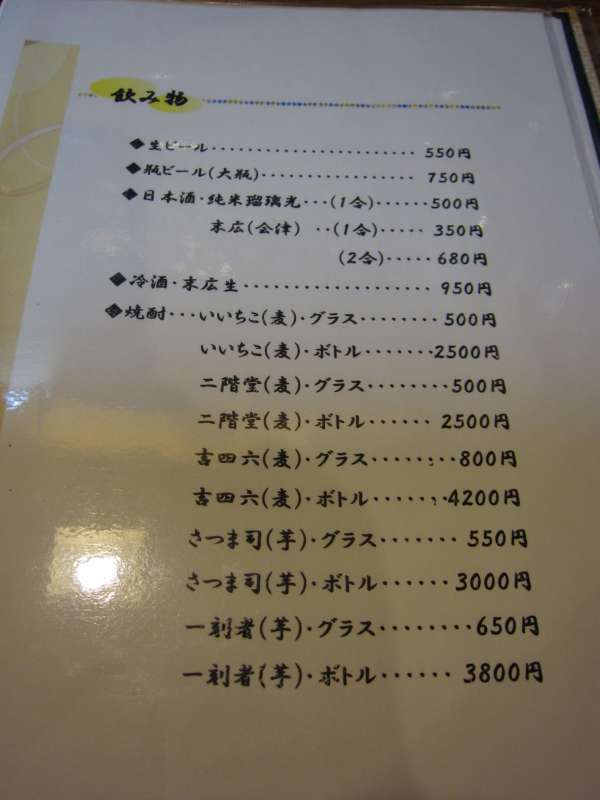 飲み物
◆生ビール・・・・・・・・・・・・・・・・・・・・・・・ 550円
◆瓶ビール(大瓶)・・・・・・・・・・・・・・・・・ 750円
◆日本酒・純米瑠璃光・・・(1合)・・・・・・500円
末広(会津) ・・(1合)・・・・・ 350円
(2合)・・・・・ 680円
◆冷酒・末広生・・・・・・・・・・・・・・・・・・・ 950円
◆焼酎・・・いいちこ(麦)・グラス・・・・・・・・ 500円
いいちこ(麦)・ボトル・・・・・・・2500円
二階堂(麦)・グラス・・・・・・・・500円
二階堂(麦)・ボトル・・・・・・ 2500円
吉四六(麦)・グラス・・・・・・・・800円
吉四六(麦)・ボトル・・・・・・・4200円
さつま司(芋)・グラス・・・・・・・ 550円
さつま司(芋)・ボトル・・・・・・ 3000円
一刻者(芋)・グラス・・・・・・・・650円
一刻者(芋)・ボトル・・・・・・ 3800円